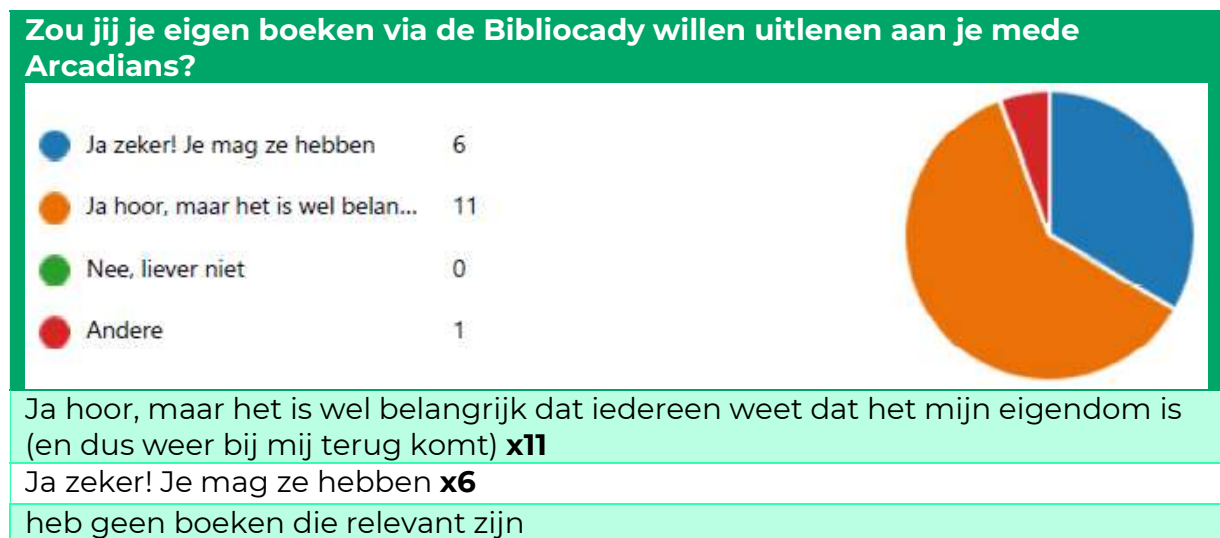 Zou jij je eigen boeken via de Bibliocady willen uitlenen aan je mede
Arcadians?
Ja zeker! Je mag ze hebben 6
Ja hoor, maar het is wel belan... 11
Nee, liever niet 0
Andere 1
Ja hoor, maar het is wel belangrijk dat iedereen weet dat het mijn eigendom is
(en dus weer bij mij terug komt) x11
Ja zeker! Je mag ze hebben x6
heb geen boeken die relevant zijn